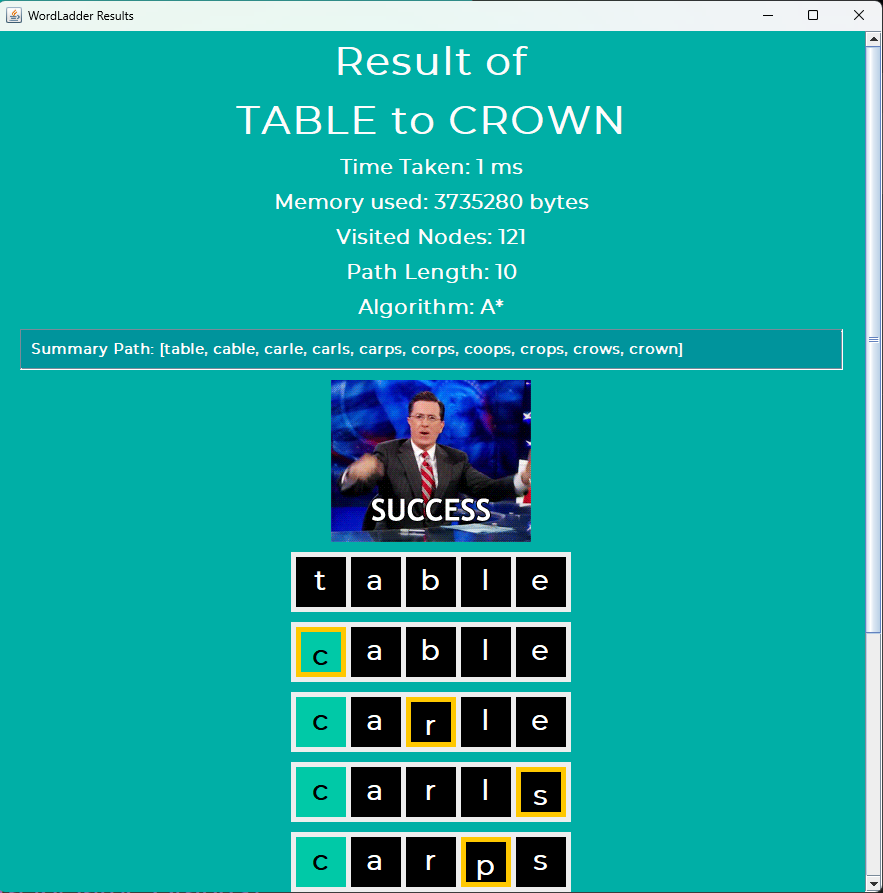 WordLadder Results
Result of
TABLE to CROWN
Time Taken: 1 ms
Memory used: 3735280 bytes
Visited Nodes: 121
Path Length: 10
Algorithm: A*
Summary Path: [table, cable, carle, carls, carps, corps, coops, crops, crows, crown]
SUCCESS
t a b l e
c a b l e
c a r l e
c a r l s
c a r p s